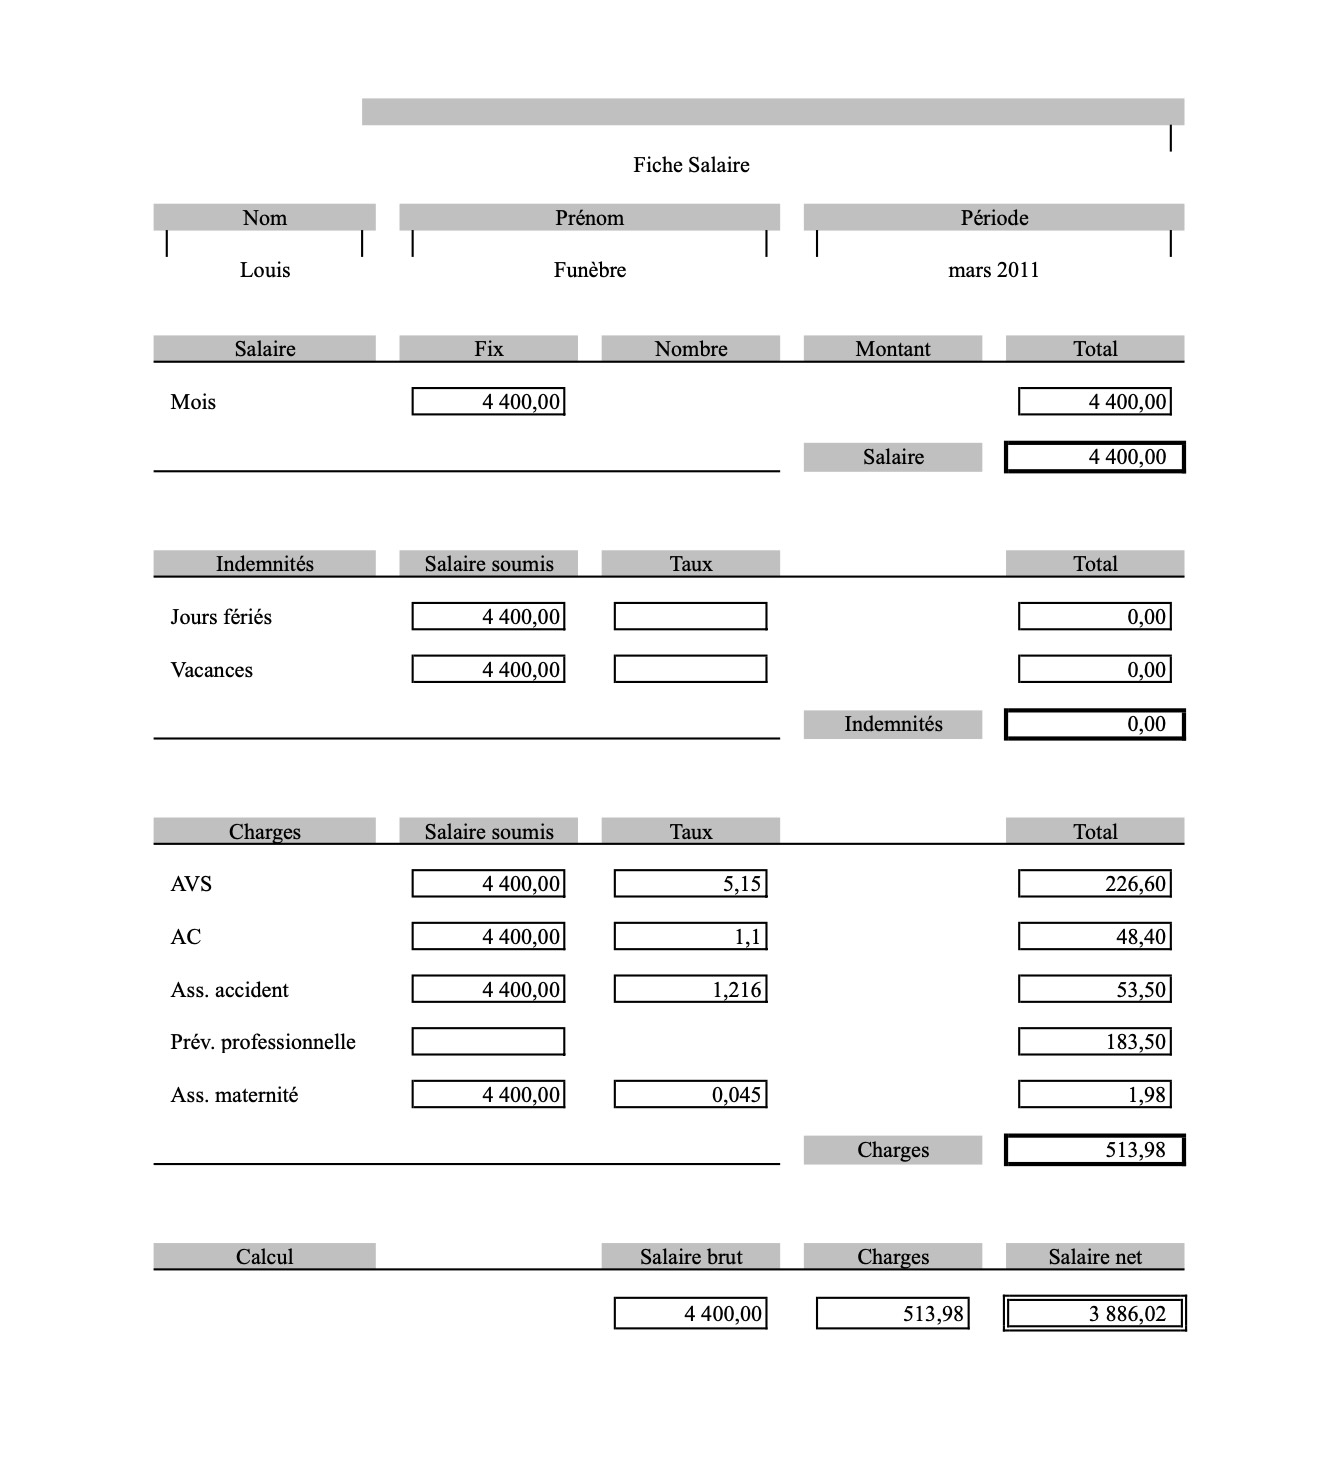 Fiche Salaire
Nom Prénom Période
Louis Funèbre mars 2011
Salaire Fix Nombre Montant Total
Mois 4 400,00 4 400,00
Salaire 4 400,00
Indemnités Salaire soumis Taux Total
Jours fériés 4 400,00 0,00
Vacances 4 400,00 0,00
Indemnités 0,00
Charges Salaire soumis Taux Total
AVS 4 400,00 5,15 226,60
AC 4 400,00 1,1 48,40
Ass. accident 4 400,00 1,216 53,50
Prév. professionnelle 183,50
Ass. maternité 4 400,00 0,045 1,98
Charges 513,98
Calcul Salaire brut Charges Salaire net
4 400,00 513,98 3 886,02